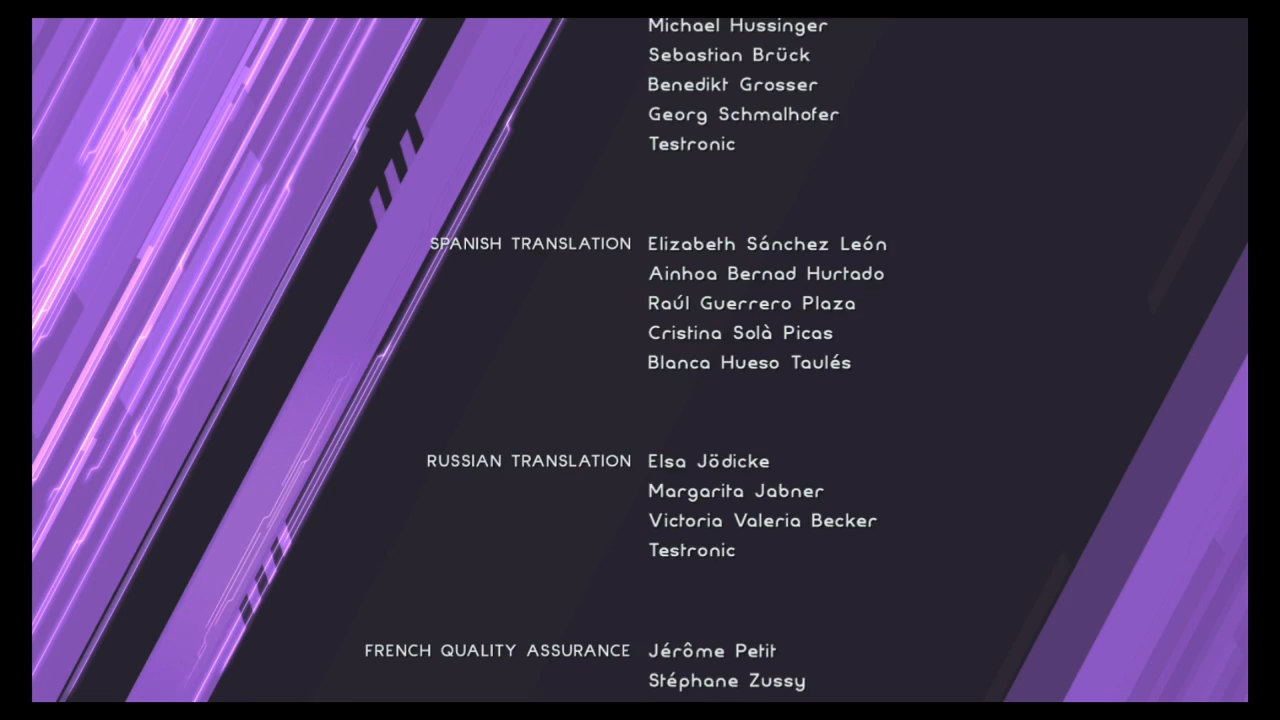 Michael Hussinger
Sebastian Brück
Benedikt Grosser
Georg Schmalhofer
Testronic
SPANISH TRANSLATION Elizabeth Sánchez León
Ainhoa Bernad Hurtado
Raúl Guerrero Plaza
Cristina Solà Picas
Blanca Hueso Taulés
RUSSIAN TRANSLATION Elsa Jödicke
Margarita Jabner
Victoria Valeria Becker
Testronic
FRENCH QUALITY ASSURANCE Jérôme Petit
Stéphane Zussy